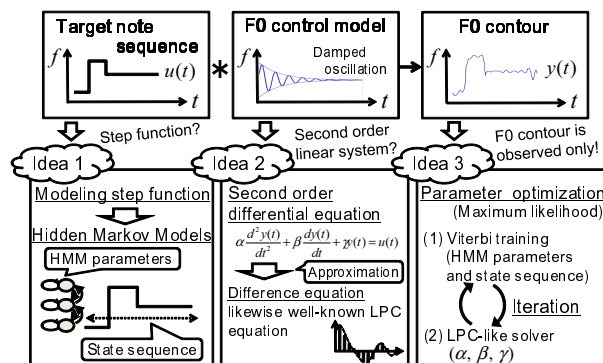 Target note
sequence
f
u(t)
t
*
F0 control model
f
Damped
oscillation
t
F0 contour
f
y(t)
t
Step function?
Second order
linear system?
F0 contour is
observed only!
Idea 1
Modeling step function
Hidden Markov Models
HMM parameters
State sequence
Idea 2
Second order
differential equation
α d²y(t)/dt² + β dy(t)/dt + γy(t) = u(t)
Approximation
Difference equation
likewise well-known LPC
equation
Idea 3
Parameter optimization
(Maximum likelihood)
(1) Viterbi training
(HMM parameters
and state sequence)
Iteration
(2) LPC-like solver
(α, β, γ)